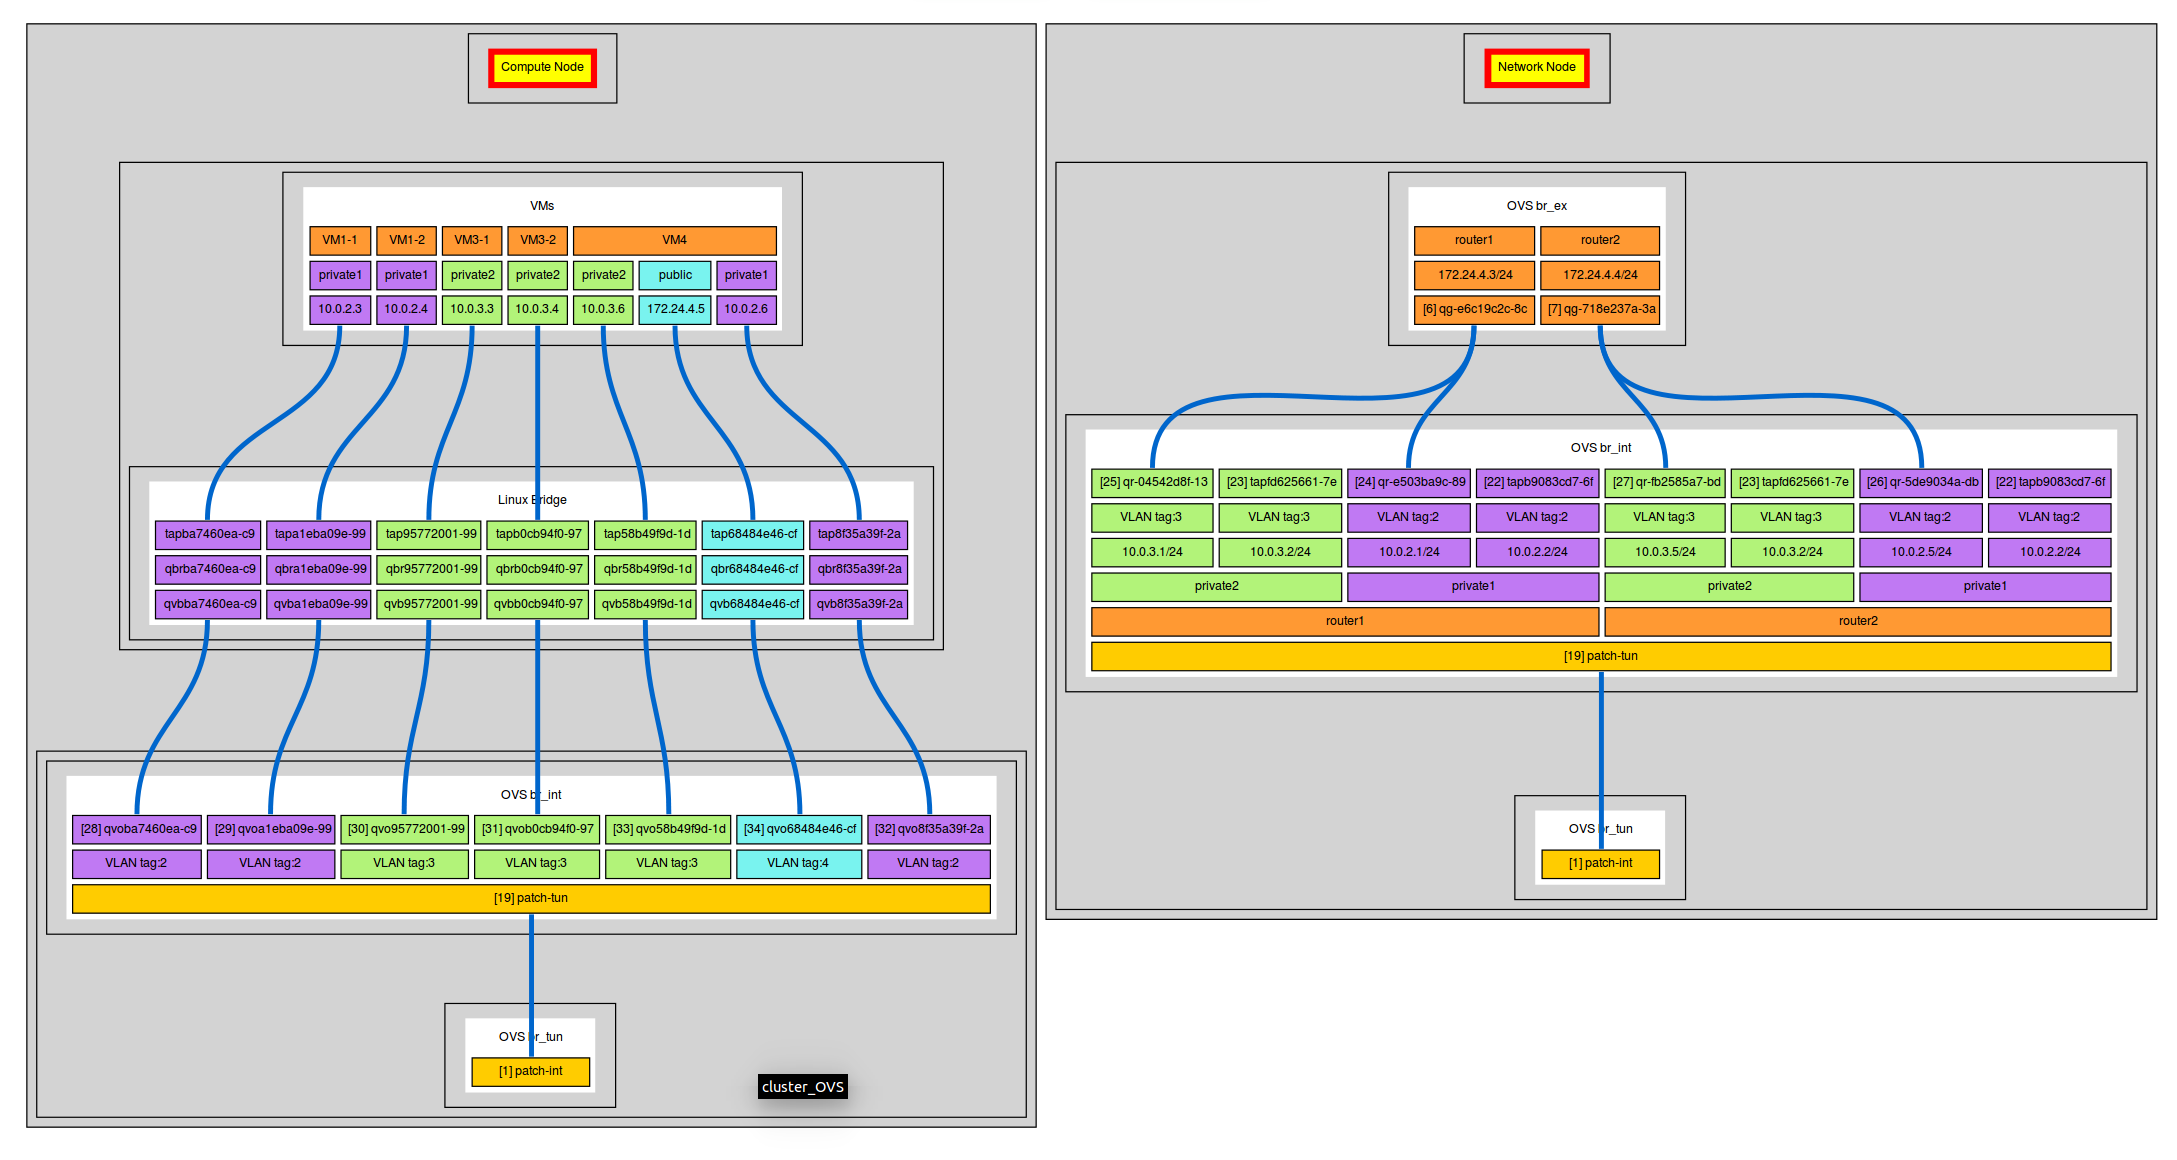 Compute Node
VMs
VM1-1 VM1-2 VM3-1 VM3-2 VM4
private1 private1 private2 private2 private2 public private1
10.0.2.3 10.0.2.4 10.0.3.3 10.0.3.4 10.0.3.6 172.24.4.5 10.0.2.6
Linux Bridge
tapba7460ea-c9 tapa1eba09e-99 tap95772001-99 tapb0cb94f0-97 tap58b49f9d-1d tap68484e46-cf tap8f35a39f-2a
qbrba7460ea-c9 qbra1eba09e-99 qbr95772001-99 qbrb0cb94f0-97 qbr58b49f9d-1d qbr68484e46-cf qbr8f35a39f-2a
qvbba7460ea-c9 qvba1eba09e-99 qvb95772001-99 qvbb0cb94f0-97 qvb58b49f9d-1d qvb68484e46-cf qvb8f35a39f-2a
OVS br_int
[28] qvoba7460ea-c9 [29] qvoa1eba09e-99 [30] qvo95772001-99 [31] qvob0cb94f0-97 [33] qvo58b49f9d-1d [34] qvo68484e46-cf [32] qvo8f35a39f-2a
VLAN tag:2 VLAN tag:2 VLAN tag:3 VLAN tag:3 VLAN tag:3 VLAN tag:4 VLAN tag:2
[19] patch-tun
OVS br_tun
[1] patch-int
cluster_OVS
Network Node
OVS br_ex
router1 router2
172.24.4.3/24 172.24.4.4/24
[6] qg-e6c19c2c-8c [7] qg-718e237a-3a
OVS br_int
[25] qr-04542d8f-13 [23] tapfd625661-7e [24] qr-e503ba9c-89 [22] tapb9083cd7-6f [27] qr-fb2585a7-bd [23] tapfd625661-7e [26] qr-5de9034a-db [22] tapb9083cd7-6f
VLAN tag:3 VLAN tag:3 VLAN tag:2 VLAN tag:2 VLAN tag:3 VLAN tag:3 VLAN tag:2 VLAN tag:2
10.0.3.1/24 10.0.3.2/24 10.0.2.1/24 10.0.2.2/24 10.0.3.5/24 10.0.3.2/24 10.0.2.5/24 10.0.2.2/24
private2 private1 private2 private1
router1 router2
[19] patch-tun
OVS br_tun
[1] patch-int